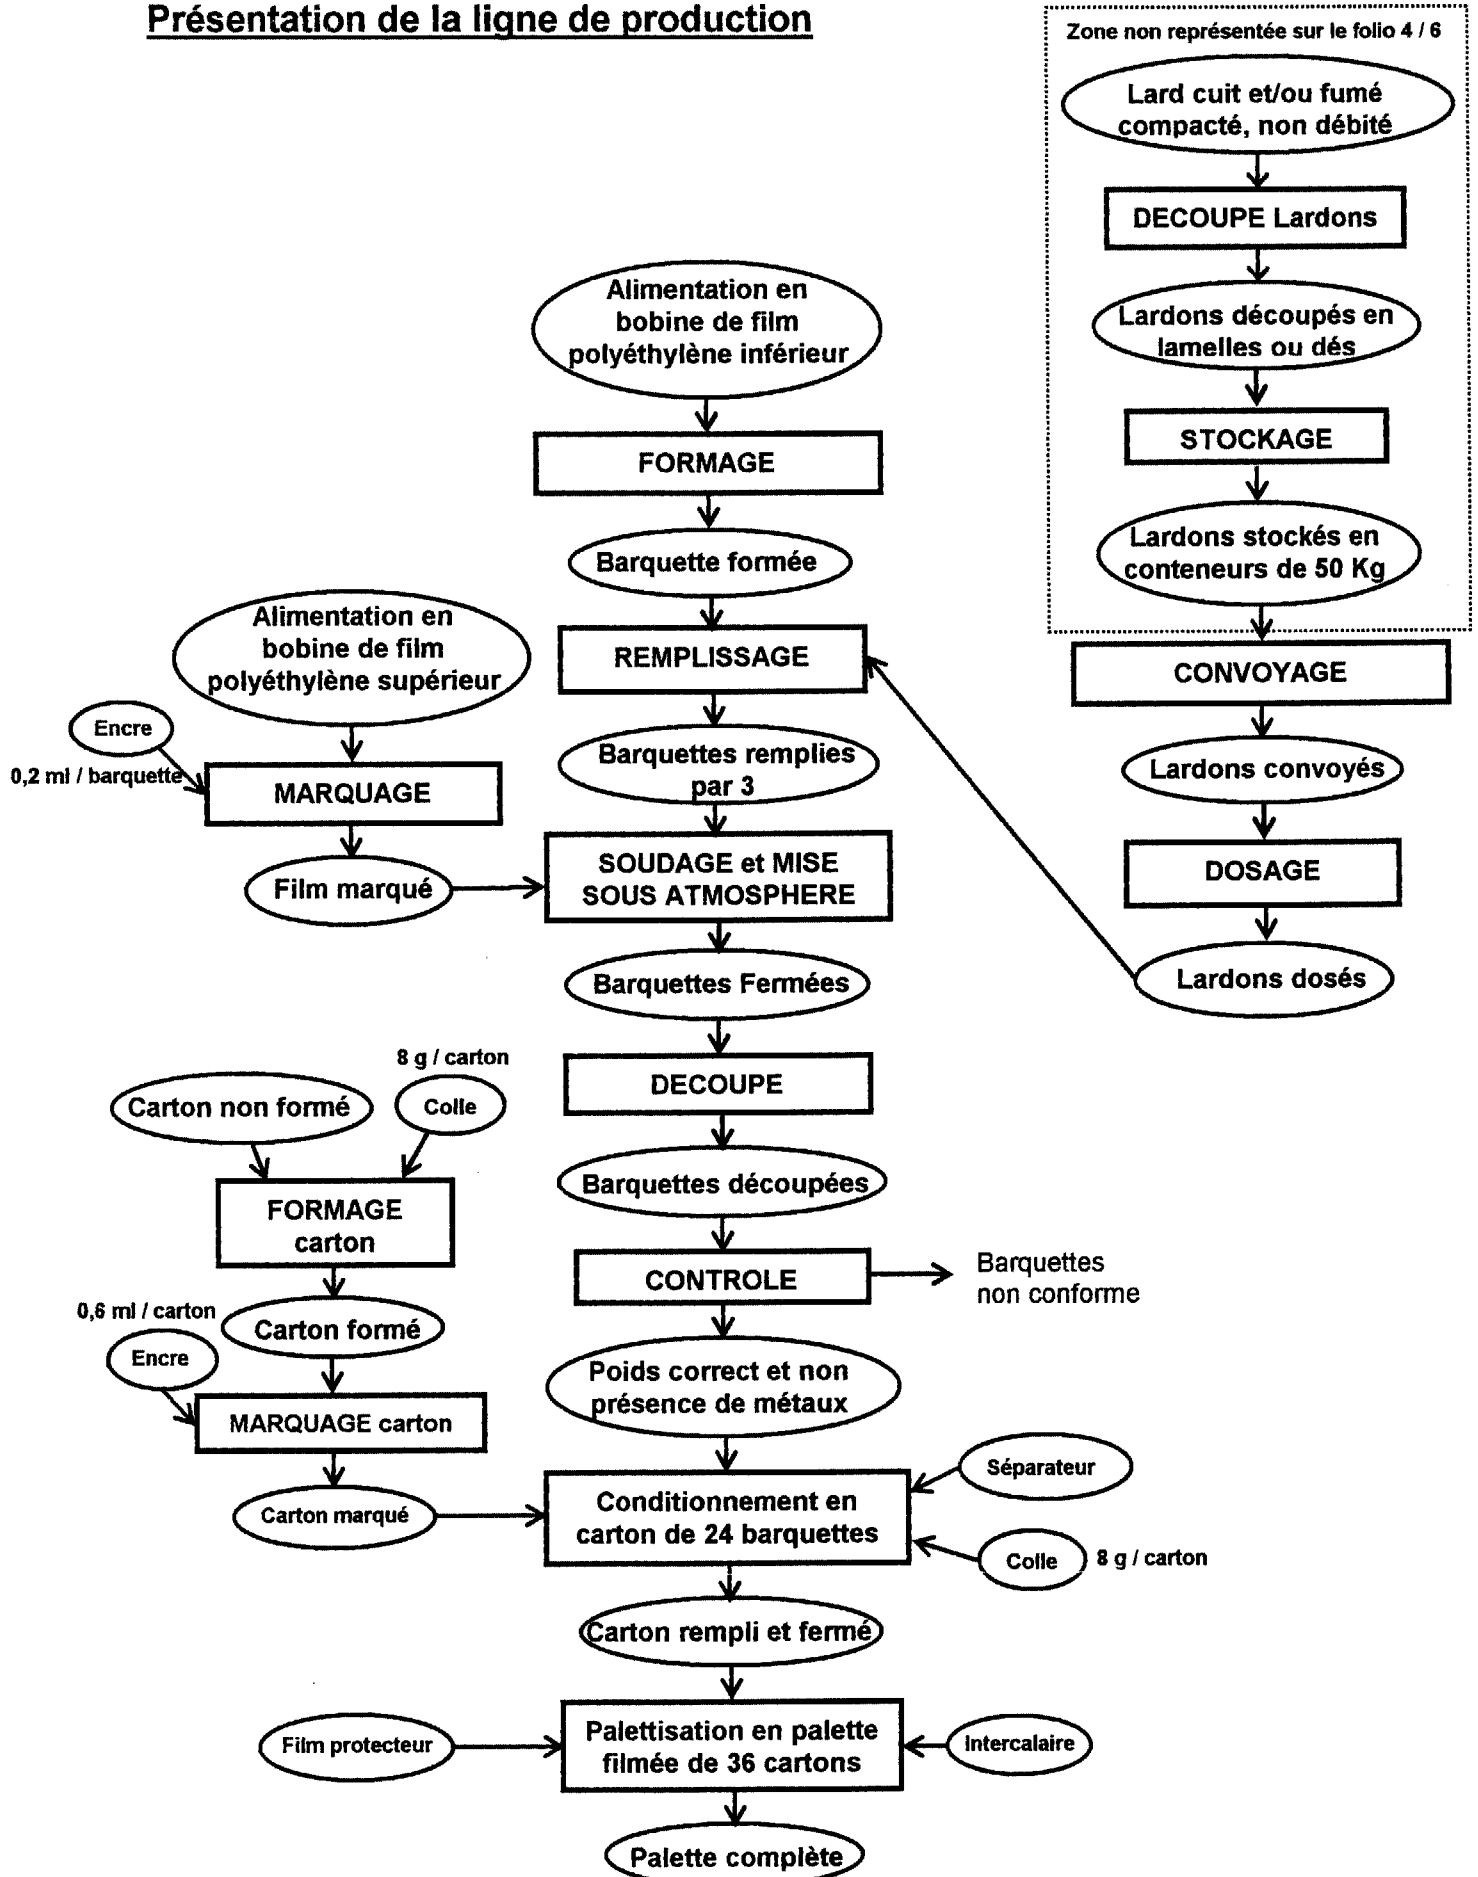 Présentation de la ligne de production
Zone non représentée sur le folio 4 / 6
Lard cuit et/ou fumé
compacté, non débité
DECOUPE Lardons
Lardons découpés en
lamelles ou dés
STOCKAGE
Lardons stockés en
conteneurs de 50 Kg
CONVOYAGE
Lardons convoyés
DOSAGE
Lardons dosés
Alimentation en
bobine de film
polyéthylène inférieur
FORMAGE
Barquette formée
REMPLISSAGE
Barquettes remplies
par 3
Alimentation en
bobine de film
polyéthylène supérieur
Encre
0,2 ml / barquette
MARQUAGE
Film marqué
SOUDAGE et MISE
SOUS ATMOSPHERE
Barquettes Fermées
DECOUPE
Barquettes découpées
CONTROLE
Barquettes
non conforme
Poids correct et non
présence de métaux
8 g / carton
Carton non formé
Colle
FORMAGE
carton
0,6 ml / carton
Carton formé
Encre
MARQUAGE carton
Carton marqué
Conditionnement en
carton de 24 barquettes
Séparateur
Colle
8 g / carton
Carton rempli et fermé
Film protecteur
Palettisation en palette
filmée de 36 cartons
Intercalaire
Palette complète